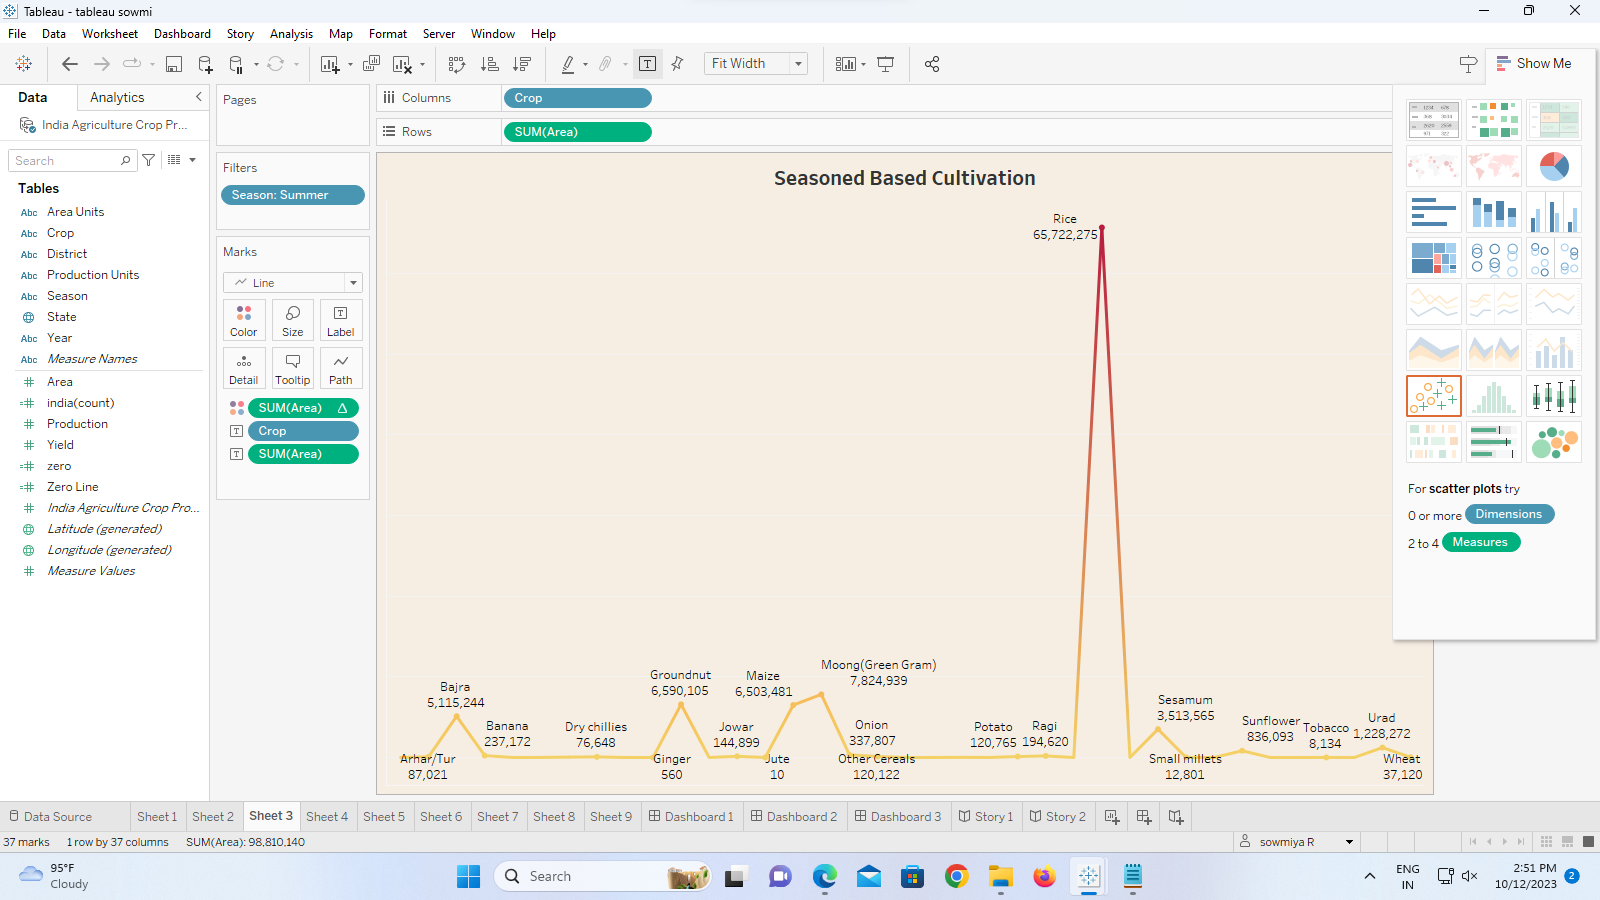 Tableau - tableau sowmi
File Data Worksheet Dashboard Story Analysis Map Format Server Window Help
Fit Width
Show Me
Data Analytics
India Agriculture Crop Pr...
Search
Tables
Abc Area Units
Abc Crop
Abc District
Abc Production Units
Abc Season
State
Abc Year
Abc Measure Names
Area
india(count)
Production
Yield
zero
Zero Line
India Agriculture Crop Pro...
Latitude (generated)
Longitude (generated)
Measure Values
Pages
Filters
Season: Summer
Marks
Line
Color Size Label
Detail Tooltip Path
SUM(Area)
Crop
SUM(Area)
Columns Crop
Rows SUM(Area)
Seasoned Based Cultivation
Rice
65,722,275
Moong(Green Gram)
7,824,939
Groundnut
6,590,105
Maize
6,503,481
Bajra
5,115,244
Sesamum
3,513,565
Banana
237,172
Dry chillies
76,648
Jowar
144,899
Onion
337,807
Potato
120,765
Ragi
194,620
Sunflower
836,093
Tobacco
8,134
Urad
1,228,272
Arhar/Tur
87,021
Ginger
560
Jute
10
Other Cereals
120,122
Small millets
12,801
Wheat
37,120
For scatter plots try
0 or more Dimensions
2 to 4 Measures
Data Source Sheet 1 Sheet 2 Sheet 3 Sheet 4 Sheet 5 Sheet 6 Sheet 7 Sheet 8 Sheet 9 Dashboard 1 Dashboard 2 Dashboard 3 Story 1 Story 2
37 marks 1 row by 37 columns SUM(Area): 98,810,140
sowmiya R
95°F
Cloudy
Search
ENG
IN
2:51 PM
10/12/2023
2